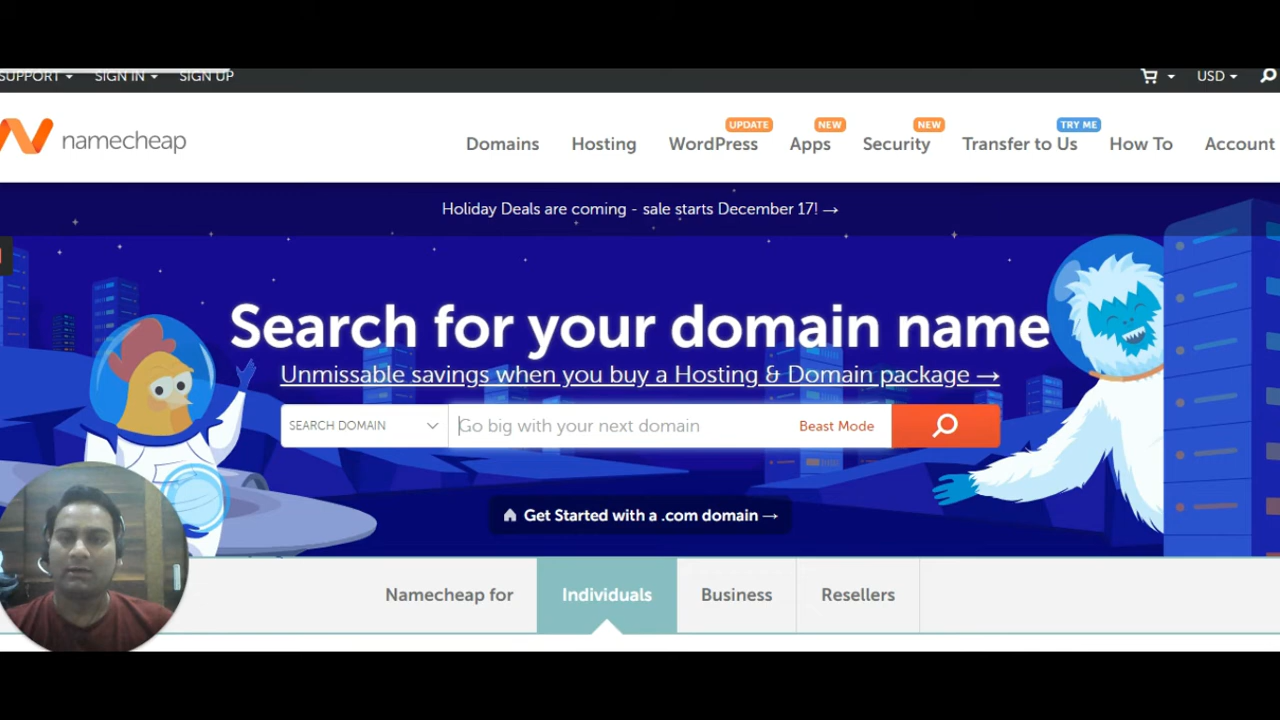 SUPPORT SIGN IN SIGN UP USD
namecheap
UPDATE NEW NEW TRY ME
Domains Hosting WordPress Apps Security Transfer to Us How To Account
Holiday Deals are coming - sale starts December 17! →
Search for your domain name
Unmissable savings when you buy a Hosting & Domain package →
SEARCH DOMAIN Go big with your next domain Beast Mode
Get Started with a .com domain →
Namecheap for Individuals Business Resellers